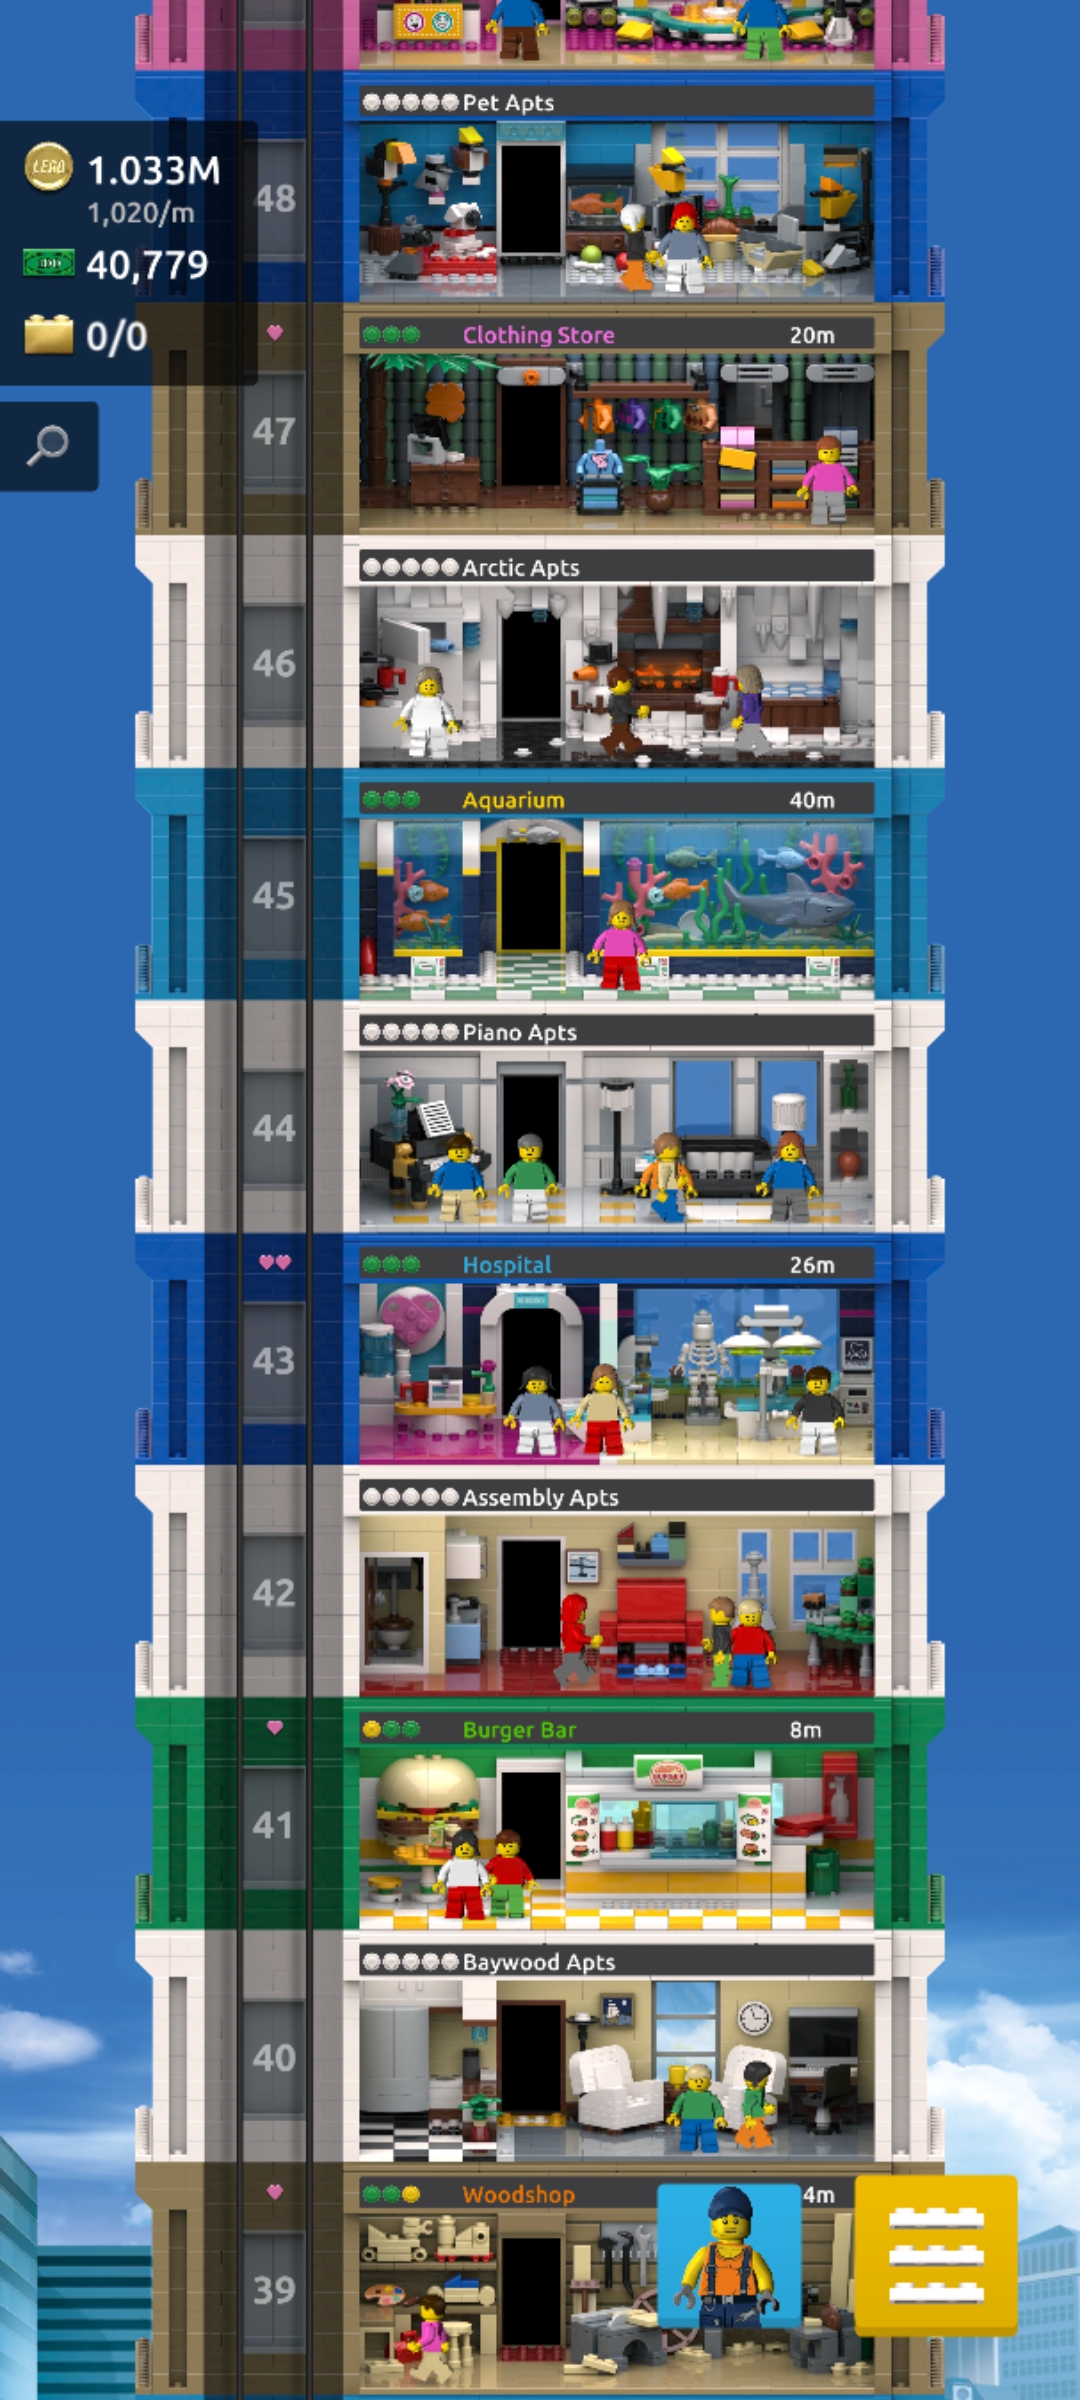 Pet Apts
LEGO
1.033M
1,020/m
48
40,779
0/0
Clothing Store 20m
47
Arctic Apts
46
Aquarium 40m
45
Piano Apts
44
Hospital 26m
43
Assembly Apts
42
Burger Bar 8m
41
Baywood Apts
40
Woodshop 4m
39